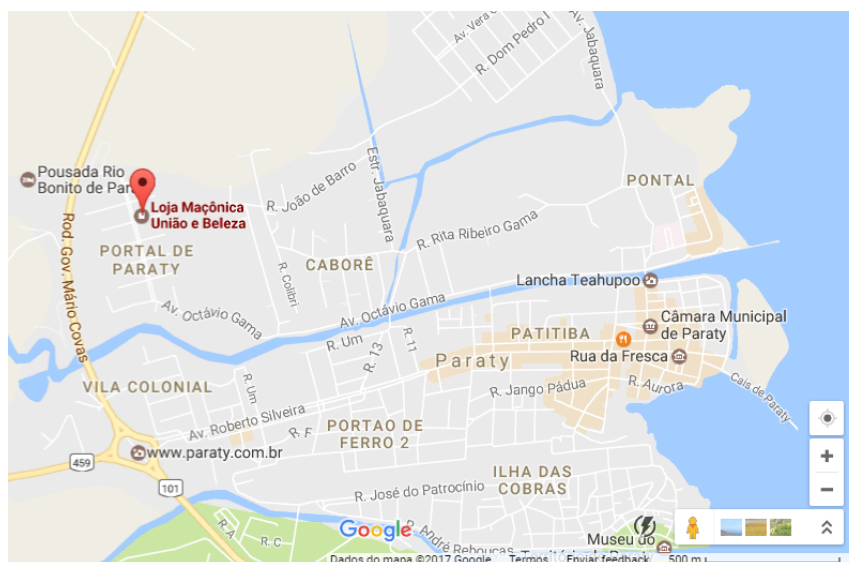 Av. Vera C
R. Dom Pedro I
Av. Jabaquara
Estr. Jabaquara
Pousada Rio
Bonito de Par
Loja Maçônica
União e Beleza
R. João de Barro
PONTAL
PORTAL DE
PARATY
Rod. Gov. Mário Covas
R. Colibri
CABORÊ
R. Rita Ribeiro Gama
Lancha Teahupoo
Av. Octávio Gama
Av. Octávio Gama
Câmara Municipal
de Paraty
R. Um
R. 13
R. 11
PATITIBA
Paraty
Rua da Fresca
VILA COLONIAL
R. Um
R. Jango Pádua
R. Aurora
Cais de Paraty
Av. Roberto Silveira
R. F
PORTAO DE
FERRO 2
www.paraty.com.br
459
101
ILHA DAS
COBRAS
R. José do Patrocínio
R. A
R. C
Google
R. André Rebouças
Museu do
Território de Paraty
Dados do mapa ©2017 Google
Termos
Enviar feedback
500 m